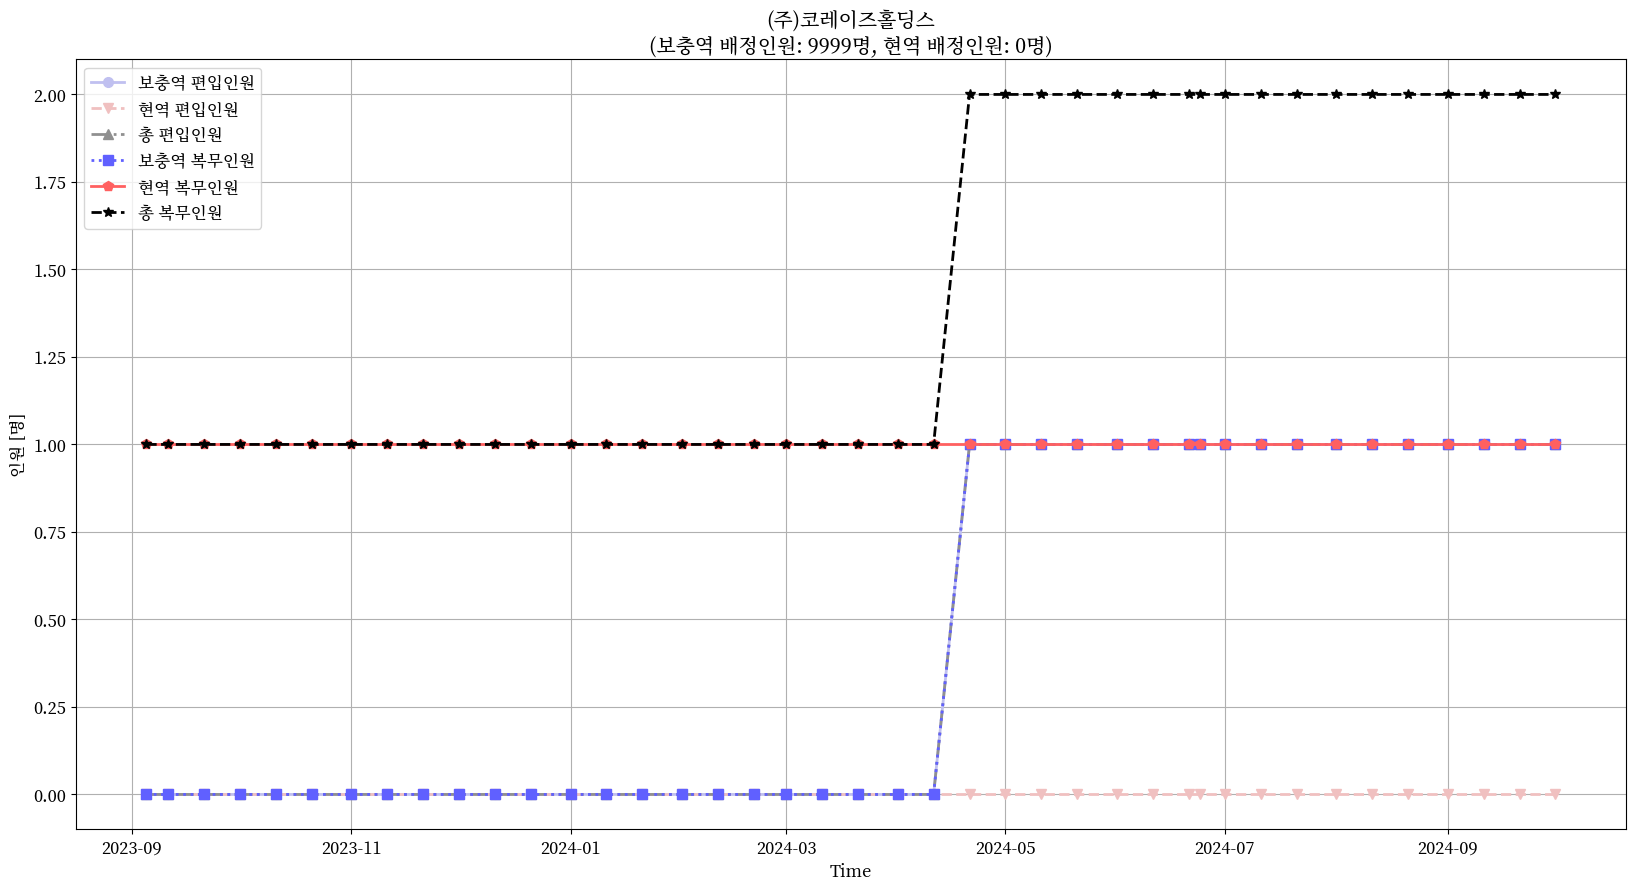 (주)코레이즈홀딩스
(보충역 배정인원: 9999명, 현역 배정인원: 0명)
보충역 편입인원
현역 편입인원
총 편입인원
보충역 복무인원
현역 복무인원
총 복무인원
인원 [명]
2.00
1.75
1.50
1.25
1.00
0.75
0.50
0.25
0.00
2023-09
2023-11
2024-01
2024-03
2024-05
2024-07
2024-09
Time